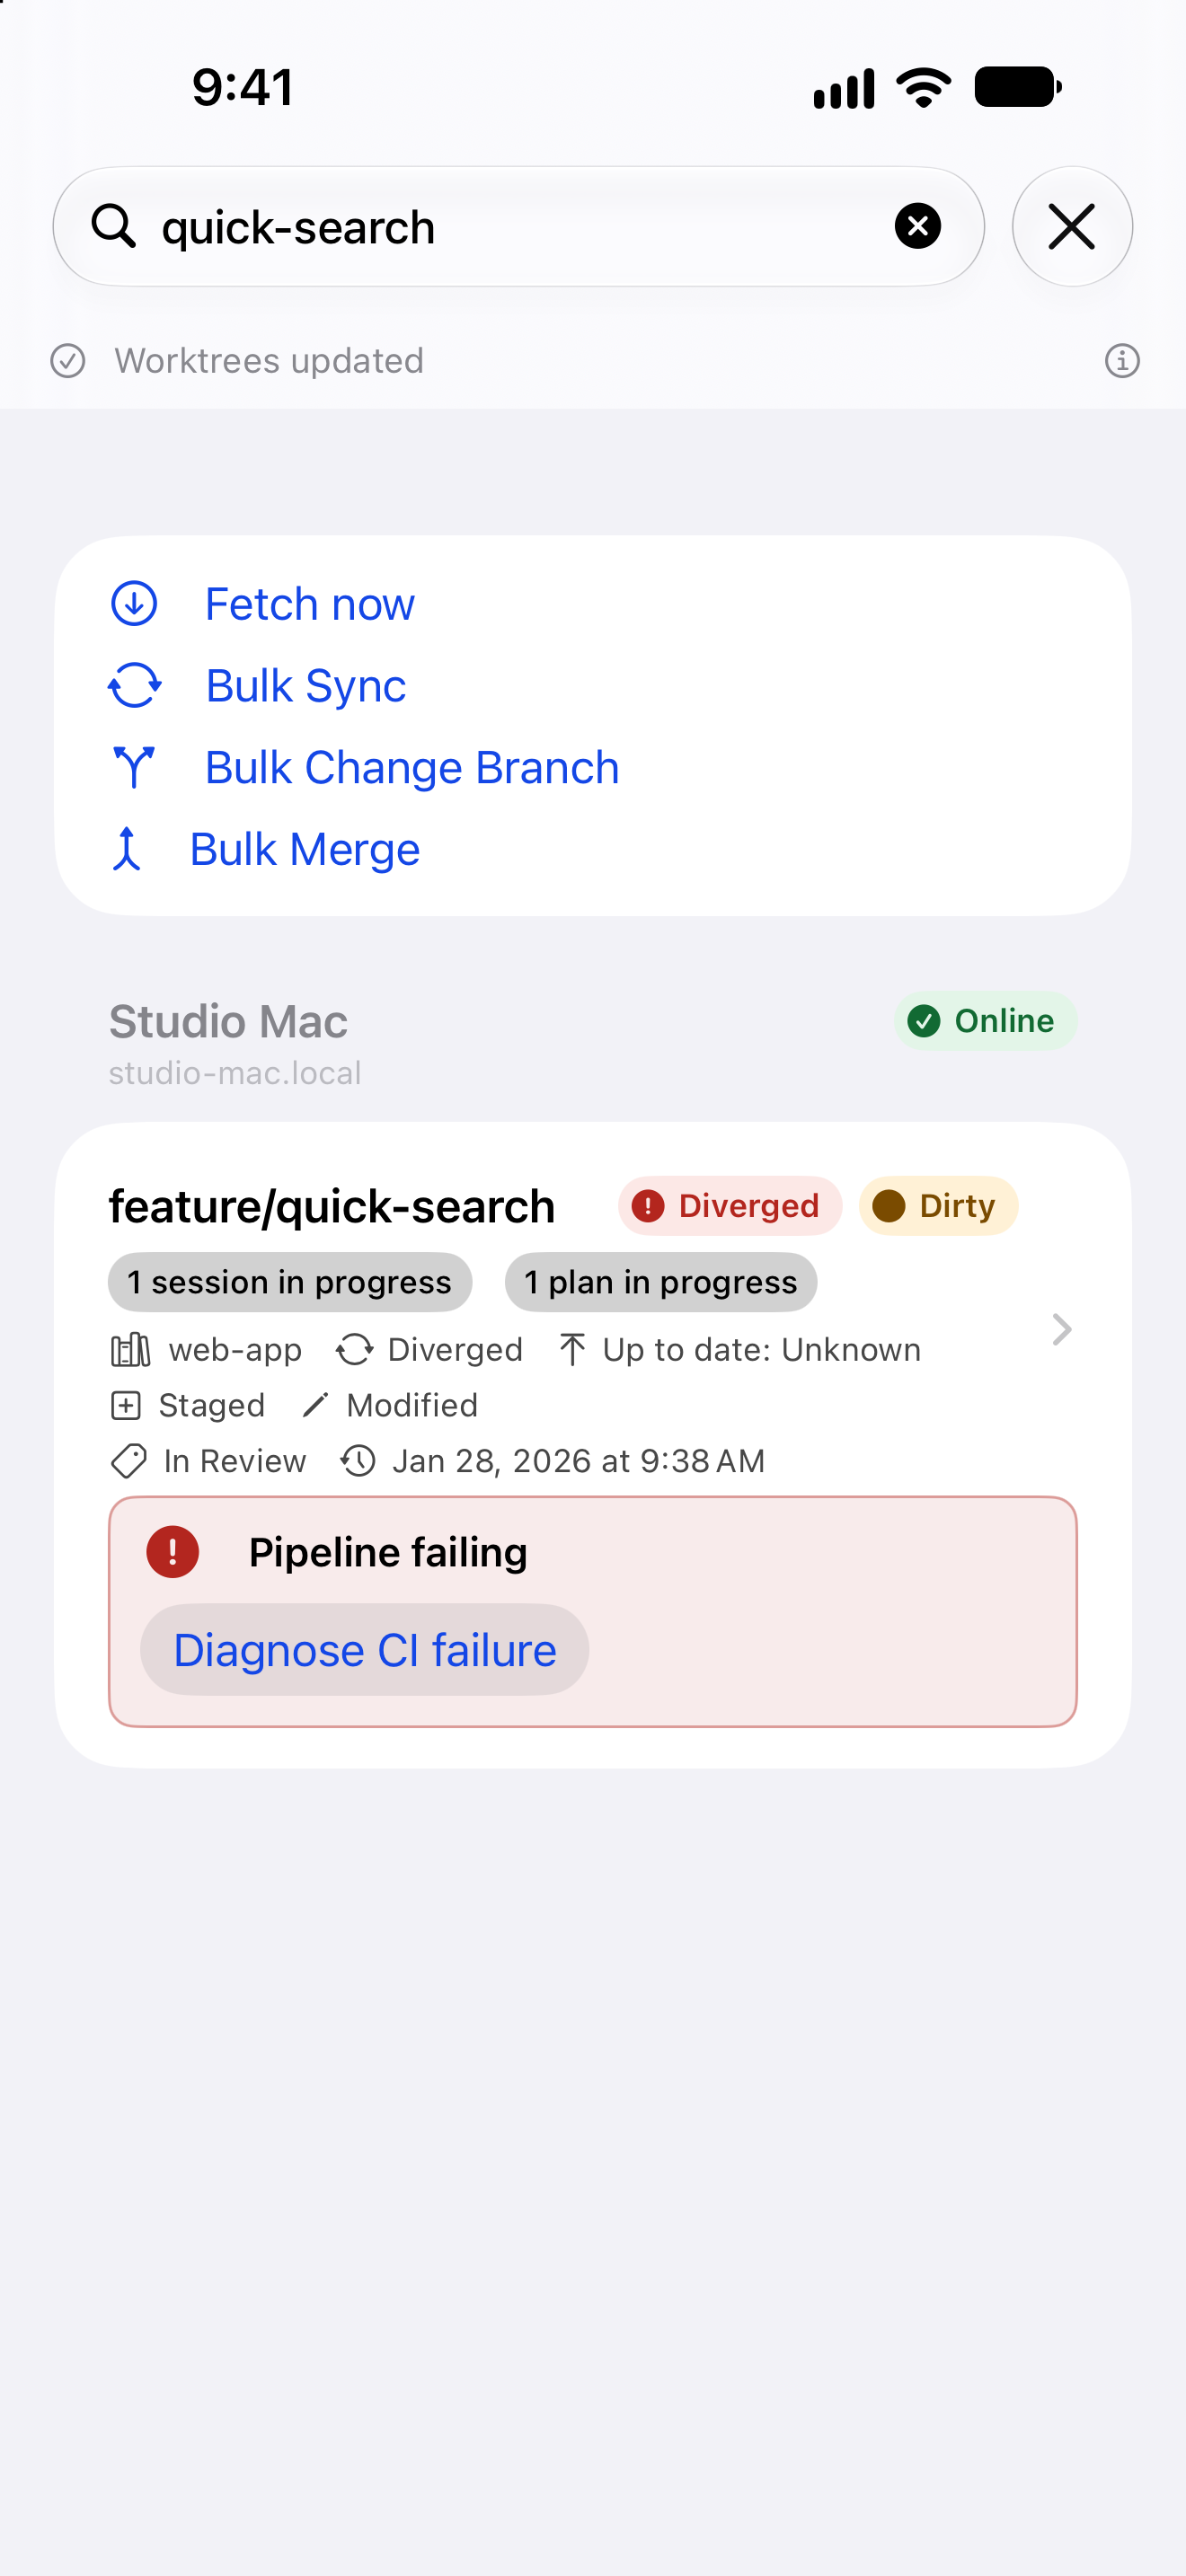 9:41
quick-search
Worktrees updated
Fetch now
Bulk Sync
Bulk Change Branch
Bulk Merge
Studio Mac
Online
studio-mac.local
feature/quick-search Diverged Dirty
1 session in progress 1 plan in progress
web-app Diverged Up to date: Unknown
Staged Modified
In Review Jan 28, 2026 at 9:38 AM
Pipeline failing
Diagnose CI failure